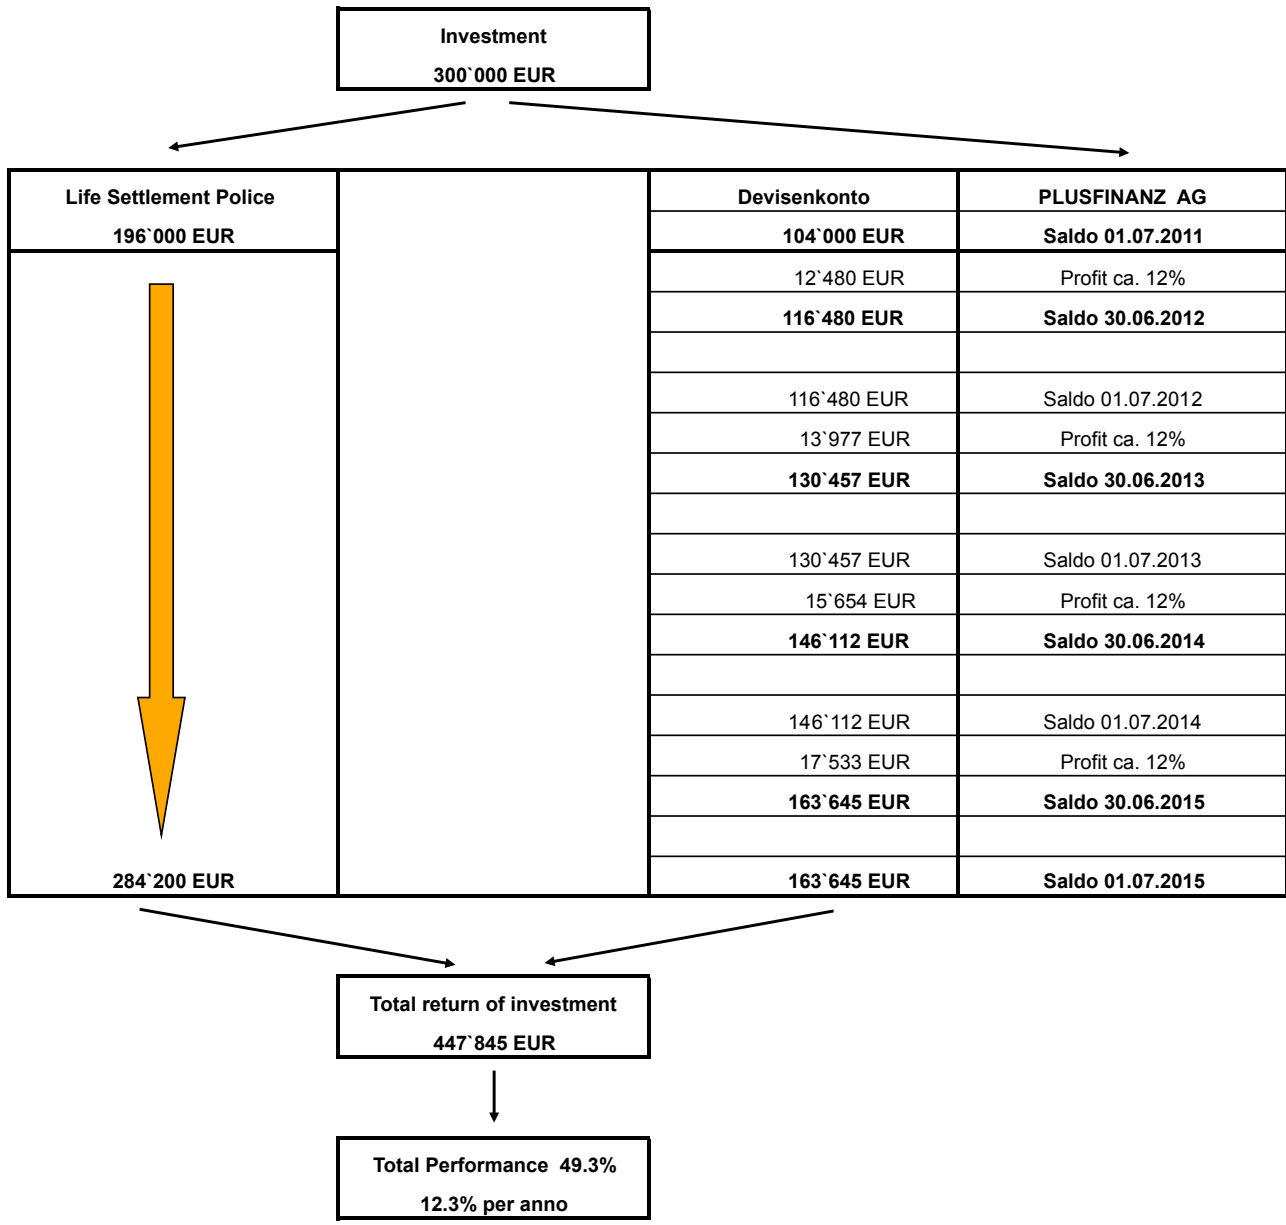 Investment
300`000 EUR
Life Settlement Police Devisenkonto PLUSFINANZ AG
196`000 EUR 104`000 EUR Saldo 01.07.2011
12`480 EUR Profit ca. 12%
116`480 EUR Saldo 30.06.2012
116`480 EUR Saldo 01.07.2012
13`977 EUR Profit ca. 12%
130`457 EUR Saldo 30.06.2013
130`457 EUR Saldo 01.07.2013
15`654 EUR Profit ca. 12%
146`112 EUR Saldo 30.06.2014
146`112 EUR Saldo 01.07.2014
17`533 EUR Profit ca. 12%
163`645 EUR Saldo 30.06.2015
284`200 EUR 163`645 EUR Saldo 01.07.2015
Total return of investment
447`845 EUR
Total Performance 49.3%
12.3% per anno